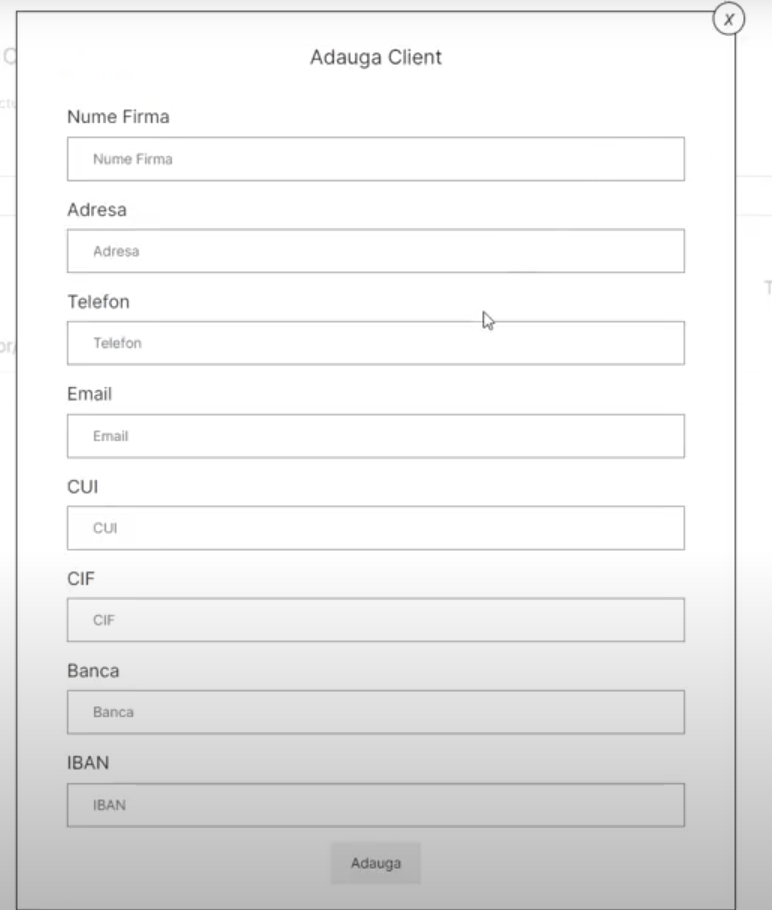 X
Adauga Client
Nume Firma
Nume Firma
Adresa
Adresa
Telefon
Telefon
Email
Email
CUI
CUI
CIF
CIF
Banca
Banca
IBAN
IBAN
Adauga